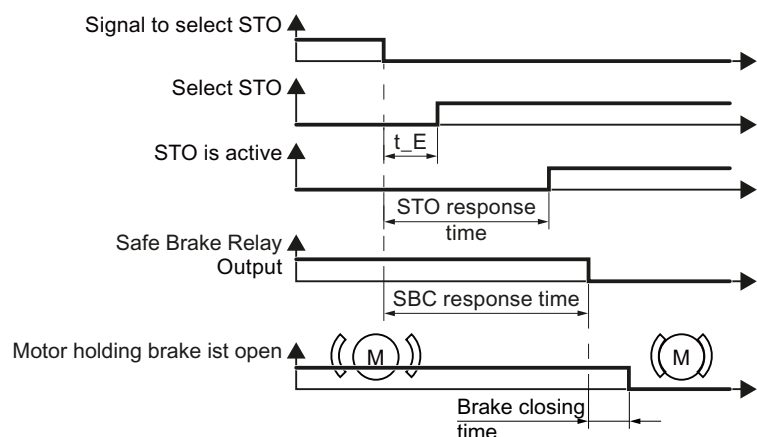 Signal to select STO
Select STO
t_E
STO is active
STO response
time
Safe Brake Relay
Output
SBC response time
Motor holding brake ist open
M
M
Brake closing
time